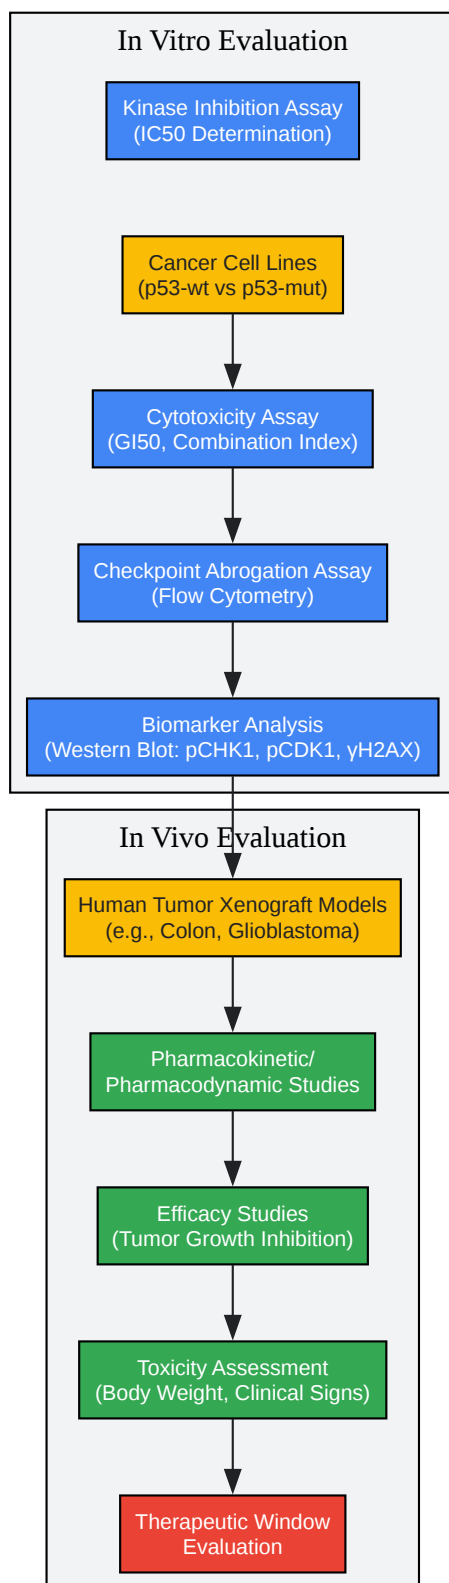 In Vitro Evaluation
Kinase Inhibition Assay
(IC50 Determination)
Cancer Cell Lines
(p53-wt vs p53-mut)
Cytotoxicity Assay
(GI50, Combination Index)
Checkpoint Abrogation Assay
(Flow Cytometry)
Biomarker Analysis
(Western Blot: pCHK1, pCDK1, γH2AX)
In Vivo Evaluation
Human Tumor Xenograft Models
(e.g., Colon, Glioblastoma)
Pharmacokinetic/
Pharmacodynamic Studies
Efficacy Studies
(Tumor Growth Inhibition)
Toxicity Assessment
(Body Weight, Clinical Signs)
Therapeutic Window
Evaluation